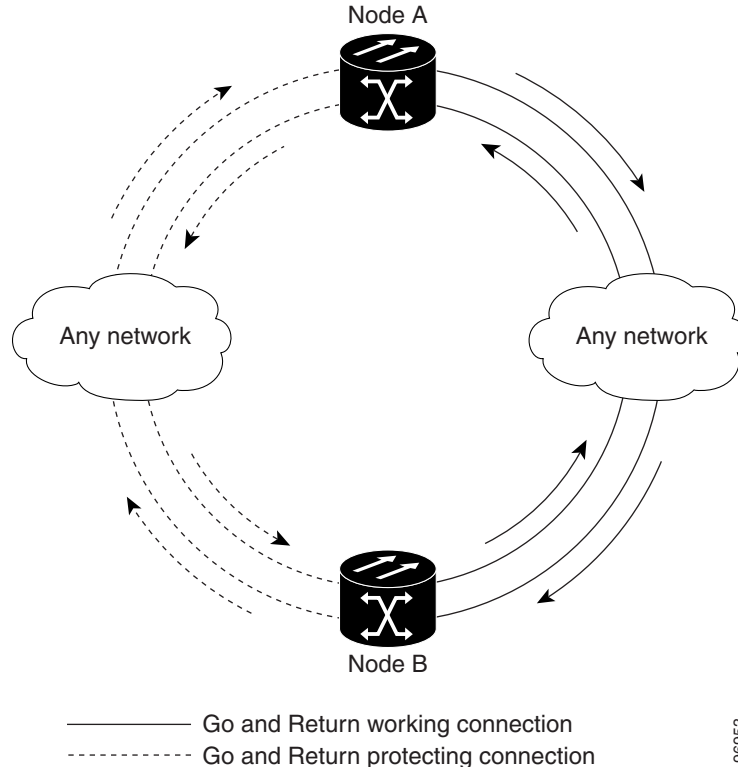 Node A
Any network
Any network
Node B
Go and Return working connection
Go and Return protecting connection